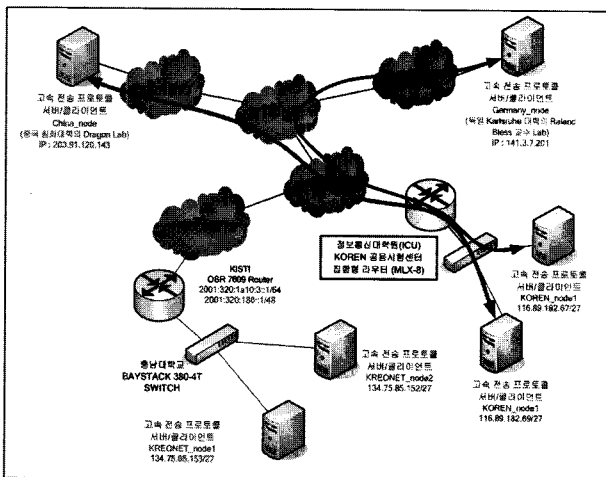 고속 전송 프로토콜
서버/클라이언트
China_node
(중국 칭화대학의 Dragon Lab)
IP : 203.91.120.143
고속 전송 프로토콜
서버/클라이언트
Germany_node
(독일 Karlsruhe 대학의 Roland
Bless 교수 Lab)
IP : 141.3.7.201
정보통신대학원(ICU)
KOREN 공용시험센터
집합형 라우터 (MLX-8)
고속 전송 프로토콜
서버/클라이언트
KOREN_node1
116.89.182.67/27
고속 전송 프로토콜
서버/클라이언트
KOREN_node1
116.89.182.69/27
KISTI
OSR 7609 Router
2001:320:1a10:3::1/64
충남대학교
BAYSTACK 380-4T
SWITCH
고속 전송 프로토콜
서버/클라이언트
KREONET_node2
134.75.85.152/27
고속 전송 프로토콜
서버/클라이언트
KREONET_node1
134.75.85.153/27